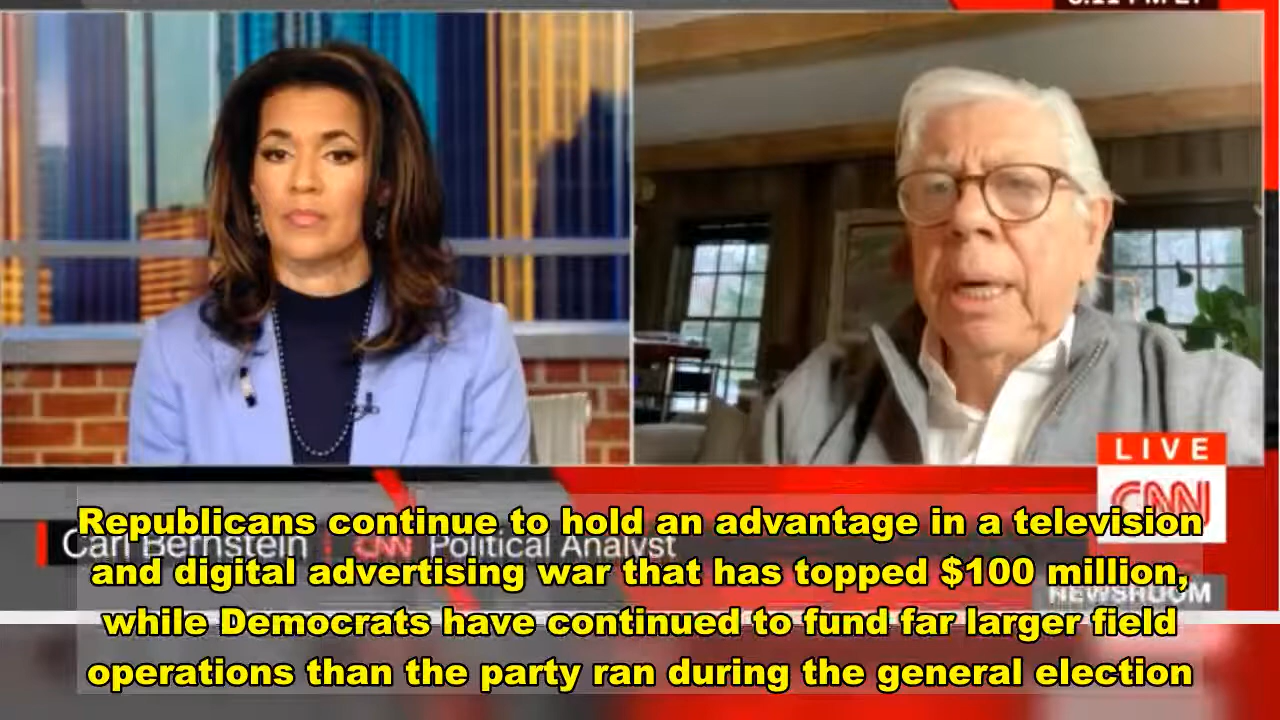 LIVE
CNN
Republicans continue to hold an advantage in a television
Carl Bernstein CNN Political Analyst
and digital advertising war that has topped $100 million,
NEWSROOM
while Democrats have continued to fund far larger field
operations than the party ran during the general election